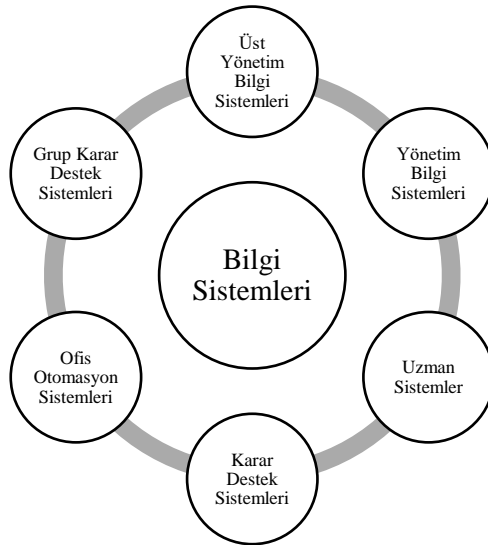 Üst
Yönetim
Bilgi
Sistemleri
Grup Karar
Destek
Sistemleri
Yönetim
Bilgi
Sistemleri
Bilgi
Sistemleri
Ofis
Otomasyon
Sistemleri
Uzman
Sistemler
Karar
Destek
Sistemleri